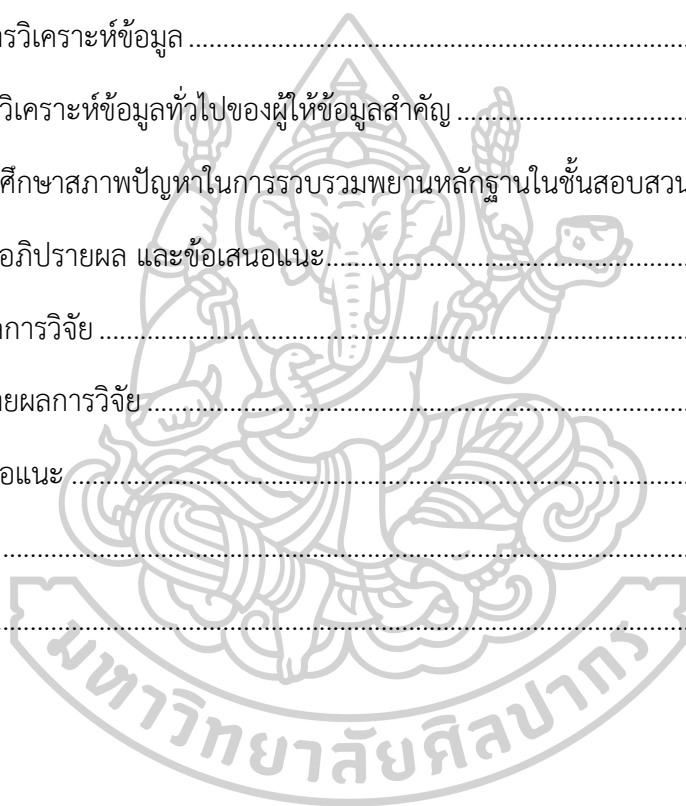 ารวิเคราะห์ข้อมูล
วิเคราะห์ข้อมูลทั่วไปของผู้ให้ข้อมูลสำคัญ
ศึกษาสภาพปัญหาในการรวบรวมพยานหลักฐานในชั้นสอบสวน
อภิปรายผล และข้อเสนอแนะ
าการวิจัย
ายผลการวิจัย
อแนะ
มหาวิทยาลัยศิลปากร